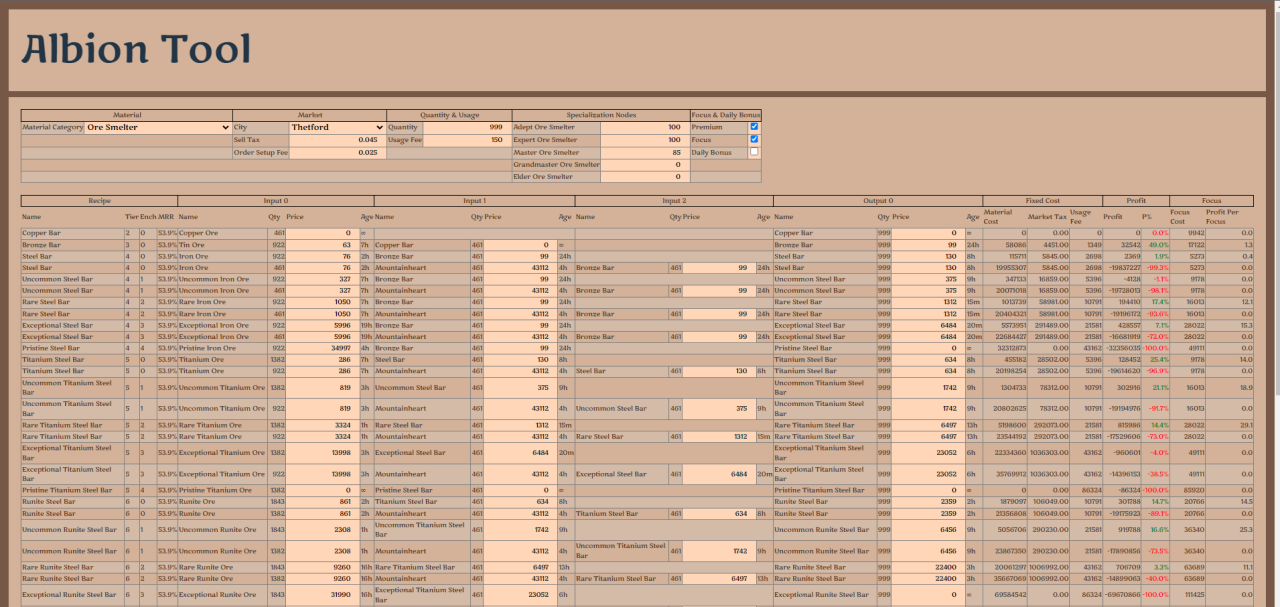 Albion Tool
Material Market Quantity & Usage Specialization Nodes Focus & Daily Bonus
Material Category Ore Smelter City Thetford Quantity 999 Adept Ore Smelter 100 Premium
Sell Tax 0.045 Usage Fee 150 Expert Ore Smelter 100 Focus
Order Setup Fee 0.025 Master Ore Smelter 85 Daily Bonus
Grandmaster Ore Smelter 0
Elder Ore Smelter 0
Recipe Input 0 Input 1 Input 2 Output 0 Fixed Cost Profit Focus
Name Tier Ench MRR Name Qty Price Age Name Qty Price Age Name Qty Price Age Name Qty Price Age Material Cost Market Tax Usage Fee Profit P% Focus Cost Profit Per Focus
Copper Bar 2 0 53.9% Copper Ore 461 0 ∞ Copper Bar 999 0 ∞ 0 0.00 0 0 0.0% 9942 0.0
Bronze Bar 3 0 53.9% Tin Ore 922 63 7h Copper Bar 461 0 ∞ Bronze Bar 999 99 24h 58086 4451.00 1349 32542 49.0% 17122 1.3
Steel Bar 4 0 53.9% Iron Ore 922 76 2h Bronze Bar 461 99 24h Steel Bar 999 130 8h 115711 5845.00 2698 2369 1.9% 5273 0.4
Steel Bar 4 0 53.9% Iron Ore 922 76 2h Mountainheart 461 43112 4h Bronze Bar 461 99 24h Steel Bar 999 130 8h 19955307 5845.00 2698 -19837227 -99.3% 5273 0.0
Uncommon Steel Bar 4 1 53.9% Uncommon Iron Ore 922 327 7h Bronze Bar 461 99 24h Uncommon Steel Bar 999 375 9h 347133 16859.00 5396 -4128 -1.1% 9178 0.0
Uncommon Steel Bar 4 1 53.9% Uncommon Iron Ore 922 327 7h Mountainheart 461 43112 4h Bronze Bar 461 99 24h Uncommon Steel Bar 999 375 9h 20071018 16859.00 5396 -19728013 -98.1% 9178 0.0
Rare Steel Bar 4 2 53.9% Rare Iron Ore 922 1050 7h Bronze Bar 461 99 24h Rare Steel Bar 999 1312 15m 1013739 58981.00 10791 194410 17.4% 16013 12.1
Rare Steel Bar 4 2 53.9% Rare Iron Ore 922 1050 7h Mountainheart 461 43112 4h Bronze Bar 461 99 24h Rare Steel Bar 999 1312 15m 20404321 58981.00 10791 -19196172 -93.6% 16013 0.0
Exceptional Steel Bar 4 3 53.9% Exceptional Iron Ore 922 5996 19h Bronze Bar 461 99 24h Exceptional Steel Bar 999 6484 20m 5573951 291489.00 21581 428557 7.1% 28022 15.3
Exceptional Steel Bar 4 3 53.9% Exceptional Iron Ore 461 5996 19h Mountainheart 461 43112 4h Bronze Bar 461 99 24h Exceptional Steel Bar 999 6484 20m 22684427 291489.00 21581 -16681919 -72.0% 28022 0.0
Pristine Steel Bar 4 4 53.9% Pristine Iron Ore 922 34997 4h Bronze Bar 461 99 24h Pristine Steel Bar 999 0 ∞ 32312873 0.00 43162 -32356035 -100.0% 49111 0.0
Titanium Steel Bar 5 0 53.9% Titanium Ore 1382 286 7h Steel Bar 461 130 8h Titanium Steel Bar 999 634 8h 455182 28502.00 5396 128452 25.4% 9178 14.0
Titanium Steel Bar 5 0 53.9% Titanium Ore 922 286 7h Mountainheart 461 43112 4h Steel Bar 461 130 8h Titanium Steel Bar 999 634 8h 20198254 28502.00 5396 -19614620 -96.9% 9178 0.0
Uncommon Titanium Steel Bar 5 1 53.9% Uncommon Titanium Ore 1382 819 3h Uncommon Steel Bar 461 375 9h Uncommon Titanium Steel Bar 999 1742 9h 1304733 78312.00 10791 302916 21.1% 16013 18.9
Uncommon Titanium Steel Bar 5 1 53.9% Uncommon Titanium Ore 922 819 3h Mountainheart 461 43112 4h Uncommon Steel Bar 461 375 9h Uncommon Titanium Steel Bar 999 1742 9h 20802625 78312.00 10791 -19194976 -91.7% 16013 0.0
Rare Titanium Steel Bar 5 2 53.9% Rare Titanium Ore 1382 3324 1h Rare Steel Bar 461 1312 15m Rare Titanium Steel Bar 999 6497 13h 5198600 292073.00 21581 815986 14.4% 28022 29.1
Rare Titanium Steel Bar 5 2 53.9% Rare Titanium Ore 922 3324 1h Mountainheart 461 43112 4h Rare Steel Bar 461 1312 15m Rare Titanium Steel Bar 999 6497 13h 23544192 292073.00 21581 -17529606 -73.0% 28022 0.0
Exceptional Titanium Steel Bar 5 3 53.9% Exceptional Titanium Ore 1382 13998 3h Exceptional Steel Bar 461 6484 20m Exceptional Titanium Steel Bar 999 23052 6h 22334360 1036303.00 43162 -960601 -4.0% 49111 0.0
Exceptional Titanium Steel Bar 5 3 53.9% Exceptional Titanium Ore 922 13998 3h Mountainheart 461 43112 4h Exceptional Steel Bar 461 6484 20m Exceptional Titanium Steel Bar 999 23052 6h 35769912 1036303.00 43162 -14396153 -38.5% 49111 0.0
Pristine Titanium Steel Bar 5 4 53.9% Pristine Titanium Ore 1382 0 ∞ Pristine Steel Bar 461 0 ∞ Pristine Titanium Steel Bar 999 0 ∞ 0 0.00 86324 -86324 -100.0% 85920 0.0
Runite Steel Bar 6 0 53.9% Runite Ore 1843 861 2h Titanium Steel Bar 461 634 8h Runite Steel Bar 999 2359 2h 1879097 106049.00 10791 301788 14.7% 20766 14.5
Runite Steel Bar 6 0 53.9% Runite Ore 1382 861 2h Mountainheart 461 43112 4h Titanium Steel Bar 461 634 8h Runite Steel Bar 999 2359 2h 21356808 106049.00 10791 -19175923 -89.1% 20766 0.0
Uncommon Runite Steel Bar 6 1 53.9% Uncommon Runite Ore 1843 2308 1h Uncommon Titanium Steel Bar 461 1742 9h Uncommon Runite Steel Bar 999 6456 9h 5056706 290230.00 21581 919788 16.6% 36340 25.3
Uncommon Runite Steel Bar 6 1 53.9% Uncommon Runite Ore 1382 2308 1h Mountainheart 461 43112 4h Uncommon Titanium Steel Bar 461 1742 9h Uncommon Runite Steel Bar 999 6456 9h 23867350 290230.00 21581 -17890856 -73.5% 36340 0.0
Rare Runite Steel Bar 6 2 53.9% Rare Runite Ore 1843 9260 16h Rare Titanium Steel Bar 461 6497 13h Rare Runite Steel Bar 999 22400 3h 20061297 1006992.00 43162 706709 3.3% 63689 11.1
Rare Runite Steel Bar 6 2 53.9% Rare Runite Ore 1382 9260 16h Mountainheart 461 43112 4h Rare Titanium Steel Bar 461 6497 13h Rare Runite Steel Bar 999 22400 3h 35667069 1006992.00 43162 -14899063 -40.0% 63689 0.0
Exceptional Runite Steel Bar 6 3 53.9% Exceptional Runite Ore 1843 31990 16h Exceptional Titanium Steel Bar 461 23052 6h Exceptional Runite Steel Bar 999 0 ∞ 69584542 0.00 86324 -69670866 -100.0% 111425 0.0